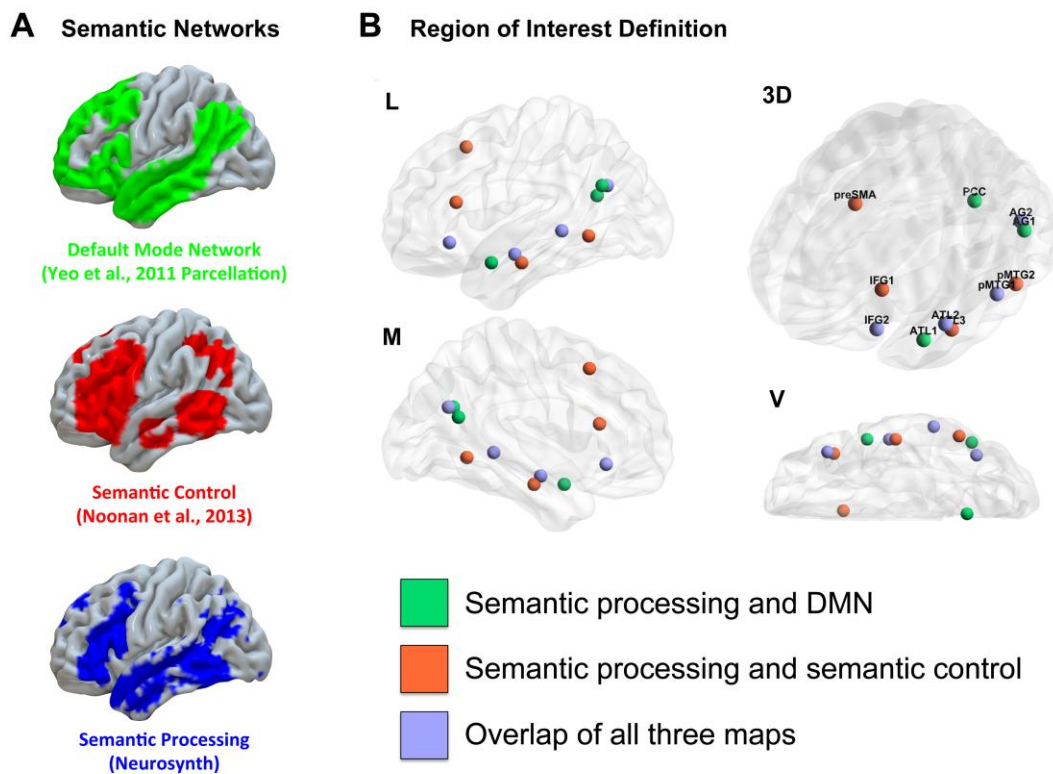 A Semantic Networks
Default Mode Network
(Yeo et al., 2011 Parcellation)
Semantic Control
(Noonan et al., 2013)
Semantic Processing
(Neurosynth)
B Region of Interest Definition
L
M
3D
preSMA
PCC
AG2
AG1
pMTG2
pMTG1
IFG1
IFG2
ATL2
ATL1
V
Semantic processing and DMN
Semantic processing and semantic control
Overlap of all three maps